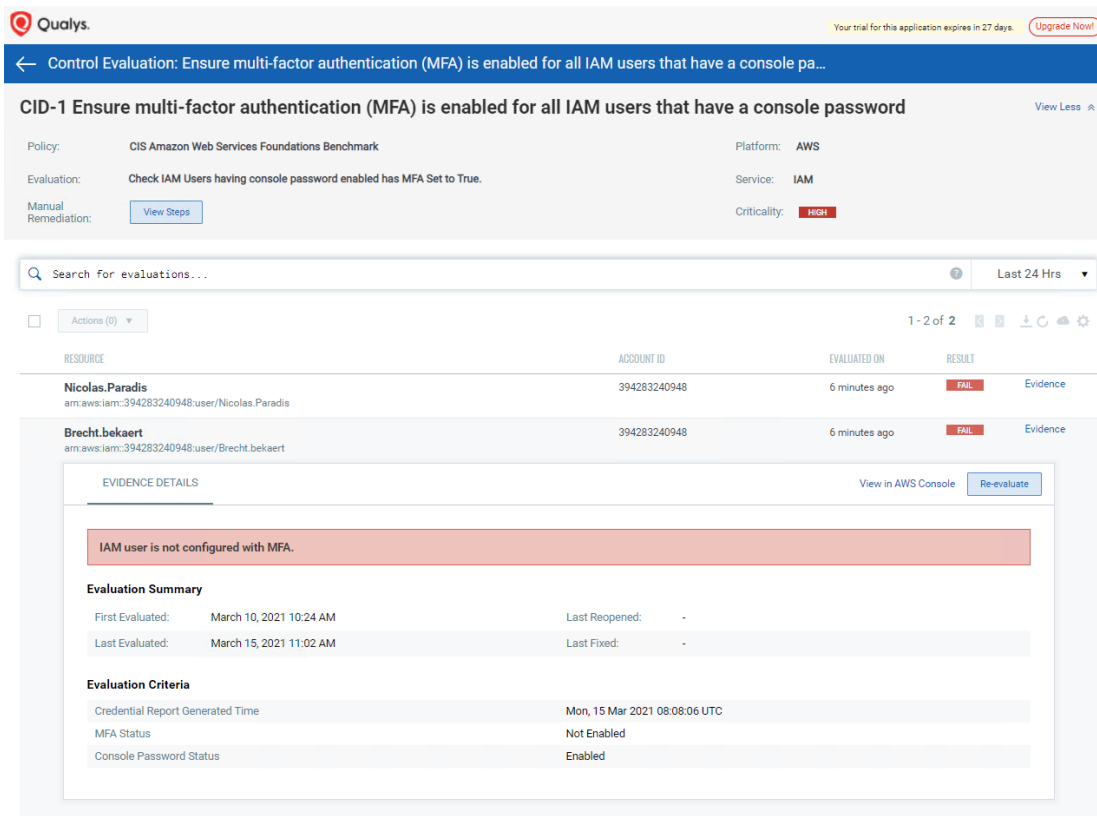 Qualys.
Your trial for this application expires in 27 days. Upgrade Now!
Control Evaluation: Ensure multi-factor authentication (MFA) is enabled for all IAM users that have a console pa...
CID-1 Ensure multi-factor authentication (MFA) is enabled for all IAM users that have a console password View Less
Policy: CIS Amazon Web Services Foundations Benchmark Platform: AWS
Evaluation: Check IAM Users having console password enabled has MFA Set to True. Service: IAM
Manual
Remediation: View Steps Criticality: HIGH
Search for evaluations... ? Last 24 Hrs
Actions (0) 1 - 2 of 2
RESOURCE ACCOUNT ID EVALUATED ON RESULT
Nicolas.Paradis 394283240948 6 minutes ago FAIL Evidence
arn:aws:iam::394283240948:user/Nicolas.Paradis
Brecht.bekaert 394283240948 6 minutes ago FAIL Evidence
arn:aws:iam::394283240948:user/Brecht.bekaert
EVIDENCE DETAILS View in AWS Console Re-evaluate
IAM user is not configured with MFA.
Evaluation Summary
First Evaluated: March 10, 2021 10:24 AM Last Reopened: -
Last Evaluated: March 15, 2021 11:02 AM Last Fixed: -
Evaluation Criteria
Credential Report Generated Time Mon, 15 Mar 2021 08:08:06 UTC
MFA Status Not Enabled
Console Password Status Enabled